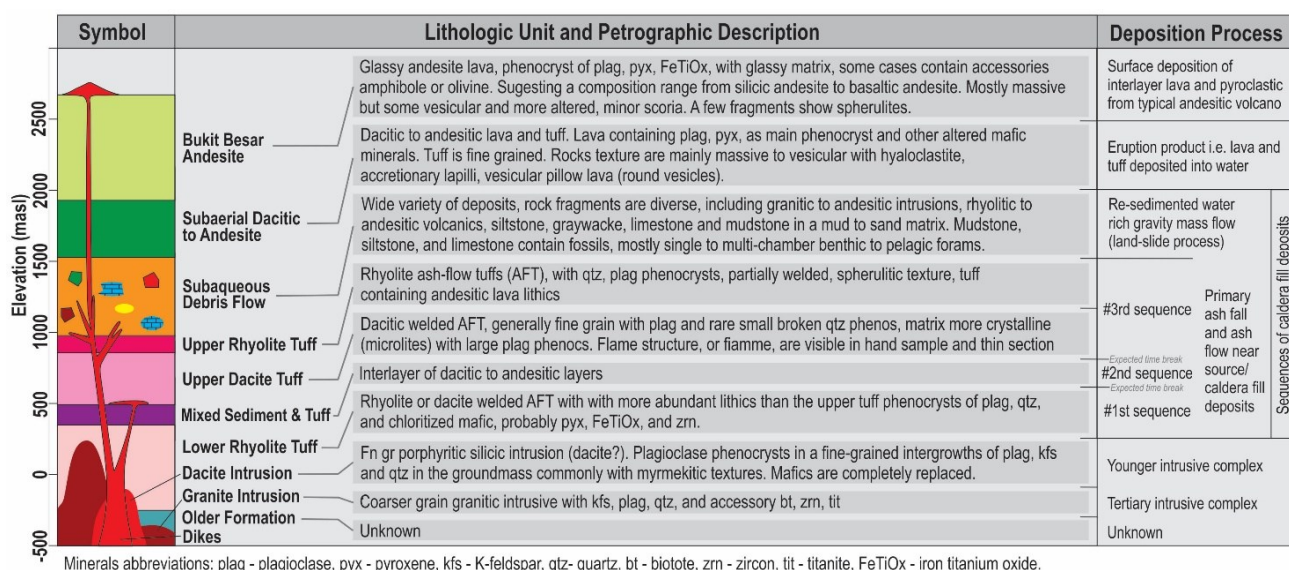 Symbol
Lithologic Unit and Petrographic Description
Deposition Process
Elevation (masl)
2500
2000
1500
1000
500
0
-500
Bukit Besar
Andesite
Subaerial Dacitic
to Andesite
Subaqueous
Debris Flow
Upper Rhyolite Tuff
Upper Dacite Tuff
Mixed Sediment & Tuff
Lower Rhyolite Tuff
Dacite Intrusion
Granite Intrusion
Older Formation
Dikes
Glassy andesite lava, phenocryst of plag, pyx, FeTiOx, with glassy matrix, some cases contain accessories
amphibole or olivine. Sugesting a composition range from silicic andesite to basaltic andesite. Mostly massive
but some vesicular and more altered, minor scoria. A few fragments show spherulites.
Dacitic to andesitic lava and tuff. Lava containing plag, pyx, as main phenocryst and other altered mafic
minerals. Tuff is fine grained. Rocks texture are mainly massive to vesicular with hyaloclastite,
accretionary lapilli, vesicular pillow lava (round vesicles).
Wide variety of deposits, rock fragments are diverse, including granitic to andesitic intrusions, rhyolitic to
andesitic volcanics, siltstone, graywacke, limestone and mudstone in a mud to sand matrix. Mudstone,
siltstone, and limestone contain fossils, mostly single to multi-chamber benthic to pelagic forams.
Rhyolite ash-flow tuffs (AFT), with qtz, plag phenocrysts, partially welded, spherulitic texture, tuff
containing andesitic lava lithics
Dacitic welded AFT, generally fine grain with plag and rare small broken qtz phenos, matrix more crystalline
(microlites) with large plag phenocs. Flame structure, or fiamme, are visible in hand sample and thin section
Interlayer of dacitic to andesitic layers
Rhyolite or dacite welded AFT with with more abundant lithics than the upper tuff phenocrysts of plag, qtz,
and chloritized mafic, probably pyx, FeTiOx, and zrn.
Fn gr porphyritic silicic intrusion (dacite?). Plagioclase phenocrysts in a fine-grained intergrowths of plag, kfs
and qtz in the groundmass commonly with myrmekitic textures. Mafics are completely replaced.
Coarser grain granitic intrusive with kfs, plag, qtz, and accessory bt, zrn, tit
Unknown
Surface deposition of
interlayer lava and pyroclastic
from typical andesitic volcano
Eruption product i.e. lava and
tuff deposited into water
Re-sedimented water
rich gravity mass flow
(land-slide process)
#3rd sequence
Expected time break
#2nd sequence
Expected time break
#1st sequence
Primary
ash fall
and ash
flow near
source/
caldera fill
deposits
Sequences of caldera fill deposits
Younger intrusive complex
Tertiary intrusive complex
Unknown
Minerals abbreviations: plag - plagioclase, pyx - pyroxene, kfs - K-feldspar, qtz- quartz, bt - biotote, zrn - zircon, tit - titanite, FeTiOx - iron titanium oxide.